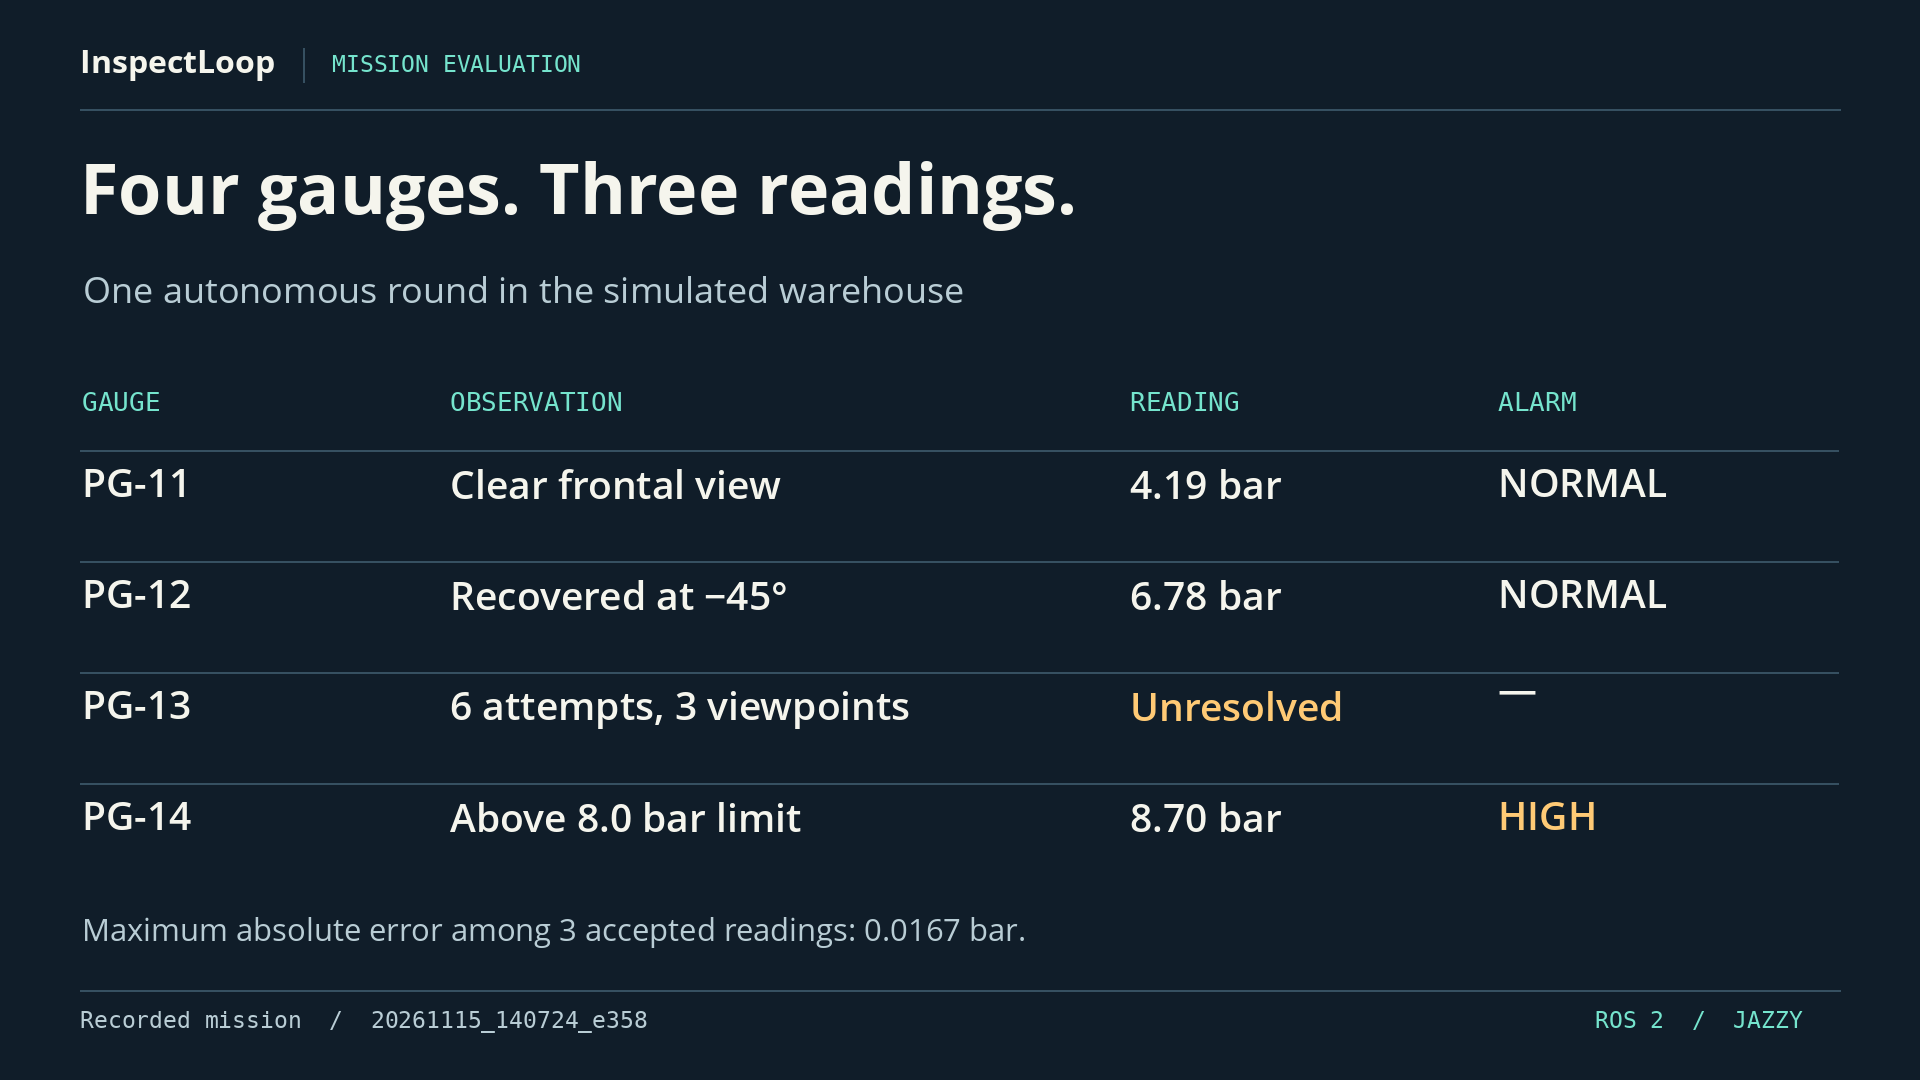 InspectLoop | MISSION EVALUATION
Four gauges. Three readings.
One autonomous round in the simulated warehouse
GAUGE OBSERVATION READING ALARM
PG-11 Clear frontal view 4.19 bar NORMAL
PG-12 Recovered at −45° 6.78 bar NORMAL
PG-13 6 attempts, 3 viewpoints Unresolved —
PG-14 Above 8.0 bar limit 8.70 bar HIGH
Maximum absolute error among 3 accepted readings: 0.0167 bar.
Recorded mission / 20261115_140724_e358 ROS 2 / JAZZY